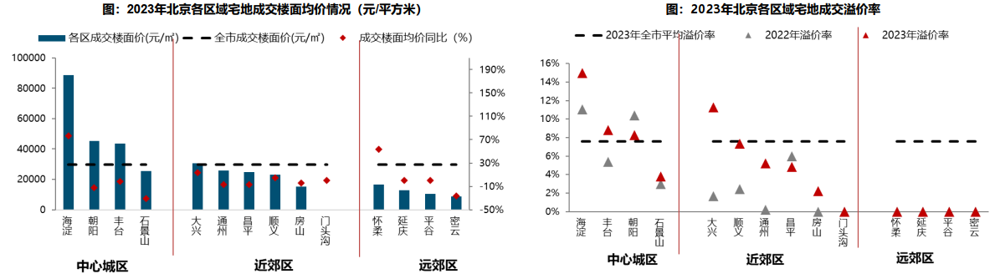 图：2023年北京各区域宅地成交楼面均价情况（元/平方米）
各区成交楼面价(元/㎡)
全市成交楼面价(元/㎡)
成交楼面均价同比（%）
100000
80000
60000
40000
20000
0
190%
150%
110%
70%
30%
-10%
-50%
海淀
朝阳
丰台
石景山
大兴
通州
昌平
顺义
房山
门头沟
怀柔
延庆
平谷
密云
中心城区
近郊区
远郊区
图：2023年北京各区域宅地成交溢价率
2023年全市平均溢价率
2022年溢价率
2023年溢价率
16%
14%
12%
10%
8%
6%
4%
2%
0%
海淀
丰台
朝阳
石景山
大兴
顺义
通州
昌平
房山
门头沟
怀柔
延庆
平谷
密云
中心城区
近郊区
远郊区